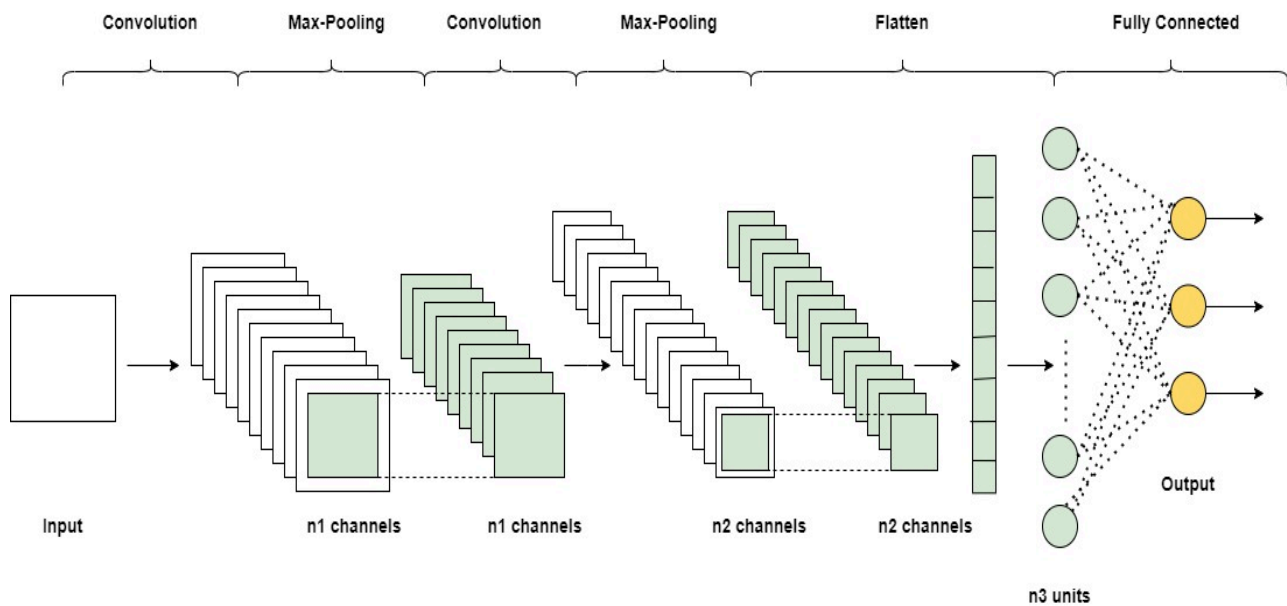 Convolution
Max-Pooling
Convolution
Max-Pooling
Flatten
Fully Connected
Input
n1 channels
n1 channels
n2 channels
n2 channels
Output
n3 units